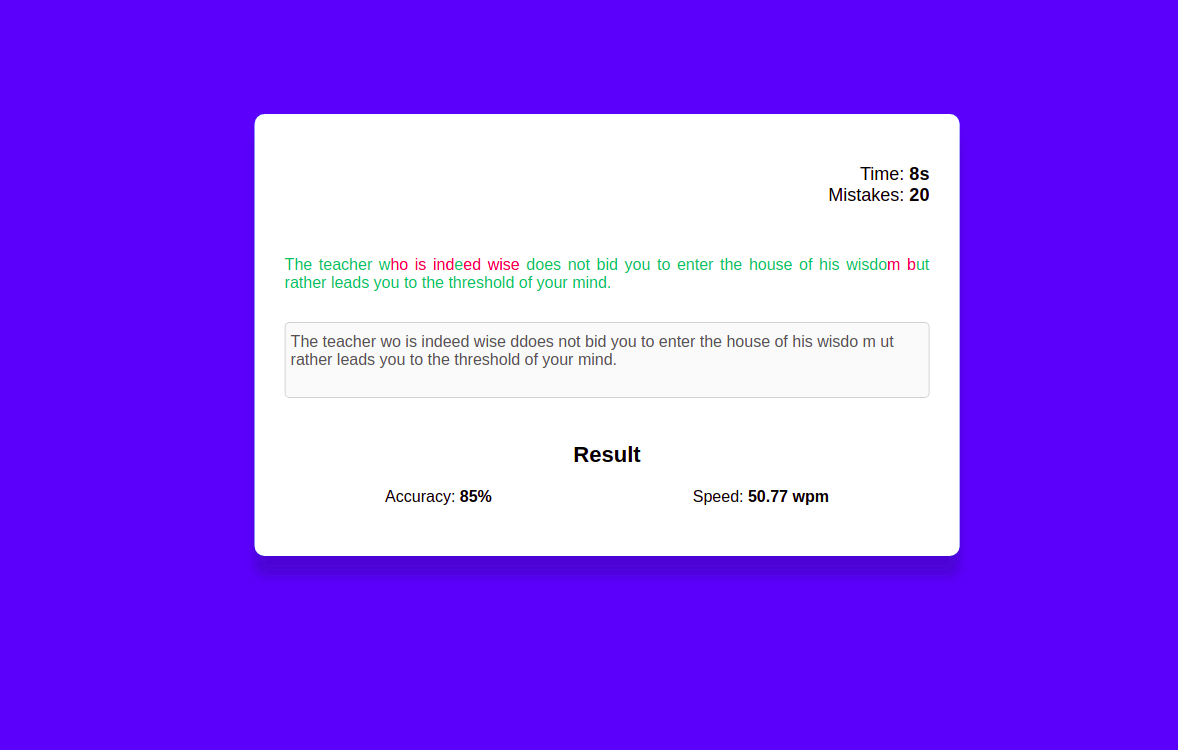 Time: 8s
Mistakes: 20
The teacher who is indeed wise does not bid you to enter the house of his wisdom but
rather leads you to the threshold of your mind.
The teacher wo is indeed wise ddoes not bid you to enter the house of his wisdo m ut
rather leads you to the threshold of your mind.
Result
Accuracy: 85% Speed: 50.77 wpm